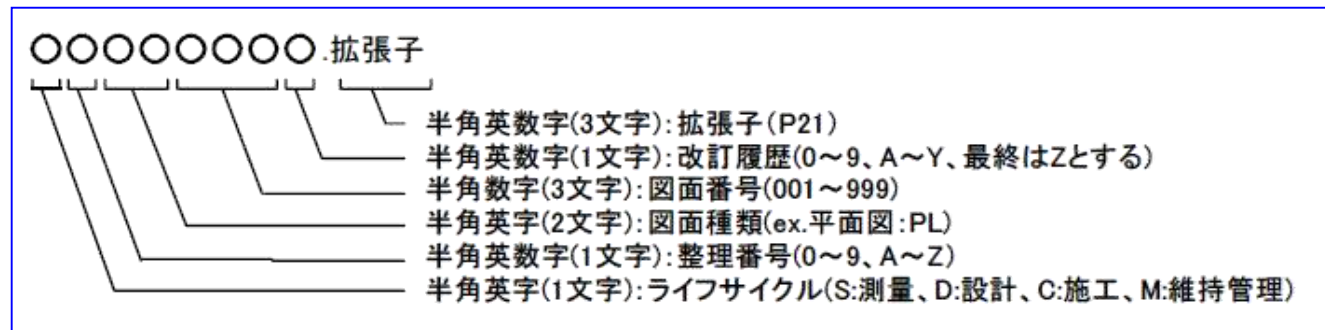 ○○○○○○○○.拡張子
半角英数字(3文字):拡張子(P21)
半角英数字(1文字):改訂履歴(0～9、A～Y、最終はZとする)
半角数字(3文字):図面番号(001～999)
半角英字(2文字):図面種類(ex.平面図:PL)
半角英数字(1文字):整理番号(0～9、A～Z)
半角英字(1文字):ライフサイクル(S:測量、D:設計、C:施工、M:維持管理)